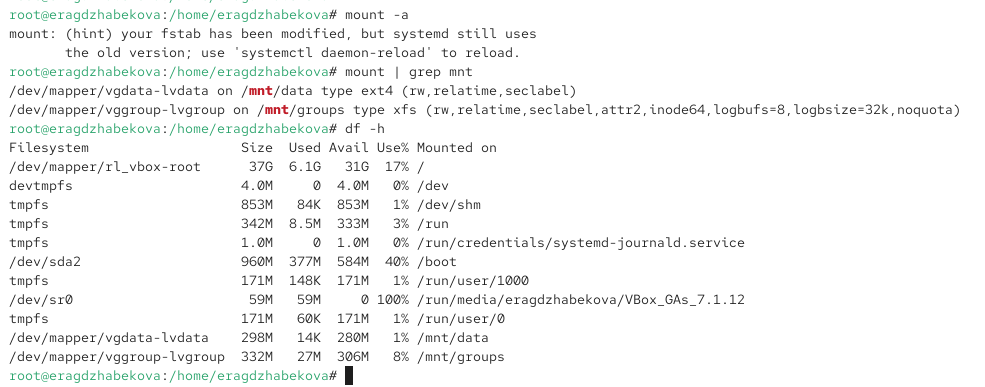 root@eragdzhabekova:/home/eragdzhabekova# mount -a
mount: (hint) your fstab has been modified, but systemd still uses
       the old version; use 'systemctl daemon-reload' to reload.
root@eragdzhabekova:/home/eragdzhabekova# mount | grep mnt
/dev/mapper/vgdata-lvdata on /mnt/data type ext4 (rw,relatime,seclabel)
/dev/mapper/vggroup-lvgroup on /mnt/groups type xfs (rw,relatime,seclabel,attr2,inode64,logbufs=8,logbsize=32k,noquota)
root@eragdzhabekova:/home/eragdzhabekova# df -h
Filesystem                   Size  Used Avail Use% Mounted on
/dev/mapper/rl_vbox-root      37G  6.1G   31G  17% /
devtmpfs                     4.0M     0  4.0M   0% /dev
tmpfs                        853M   84K  853M   1% /dev/shm
tmpfs                        342M  8.5M  333M   3% /run
tmpfs                        1.0M     0  1.0M   0% /run/credentials/systemd-journald.service
/dev/sda2                    960M  377M  584M  40% /boot
tmpfs                        171M  148K  171M   1% /run/user/1000
/dev/sr0                      59M   59M     0 100% /run/media/eragdzhabekova/VBox_GAs_7.1.12
tmpfs                        171M   60K  171M   1% /run/user/0
/dev/mapper/vgdata-lvdata    298M   14K  280M   1% /mnt/data
/dev/mapper/vggroup-lvgroup  332M   27M  306M   8% /mnt/groups
root@eragdzhabekova:/home/eragdzhabekova#